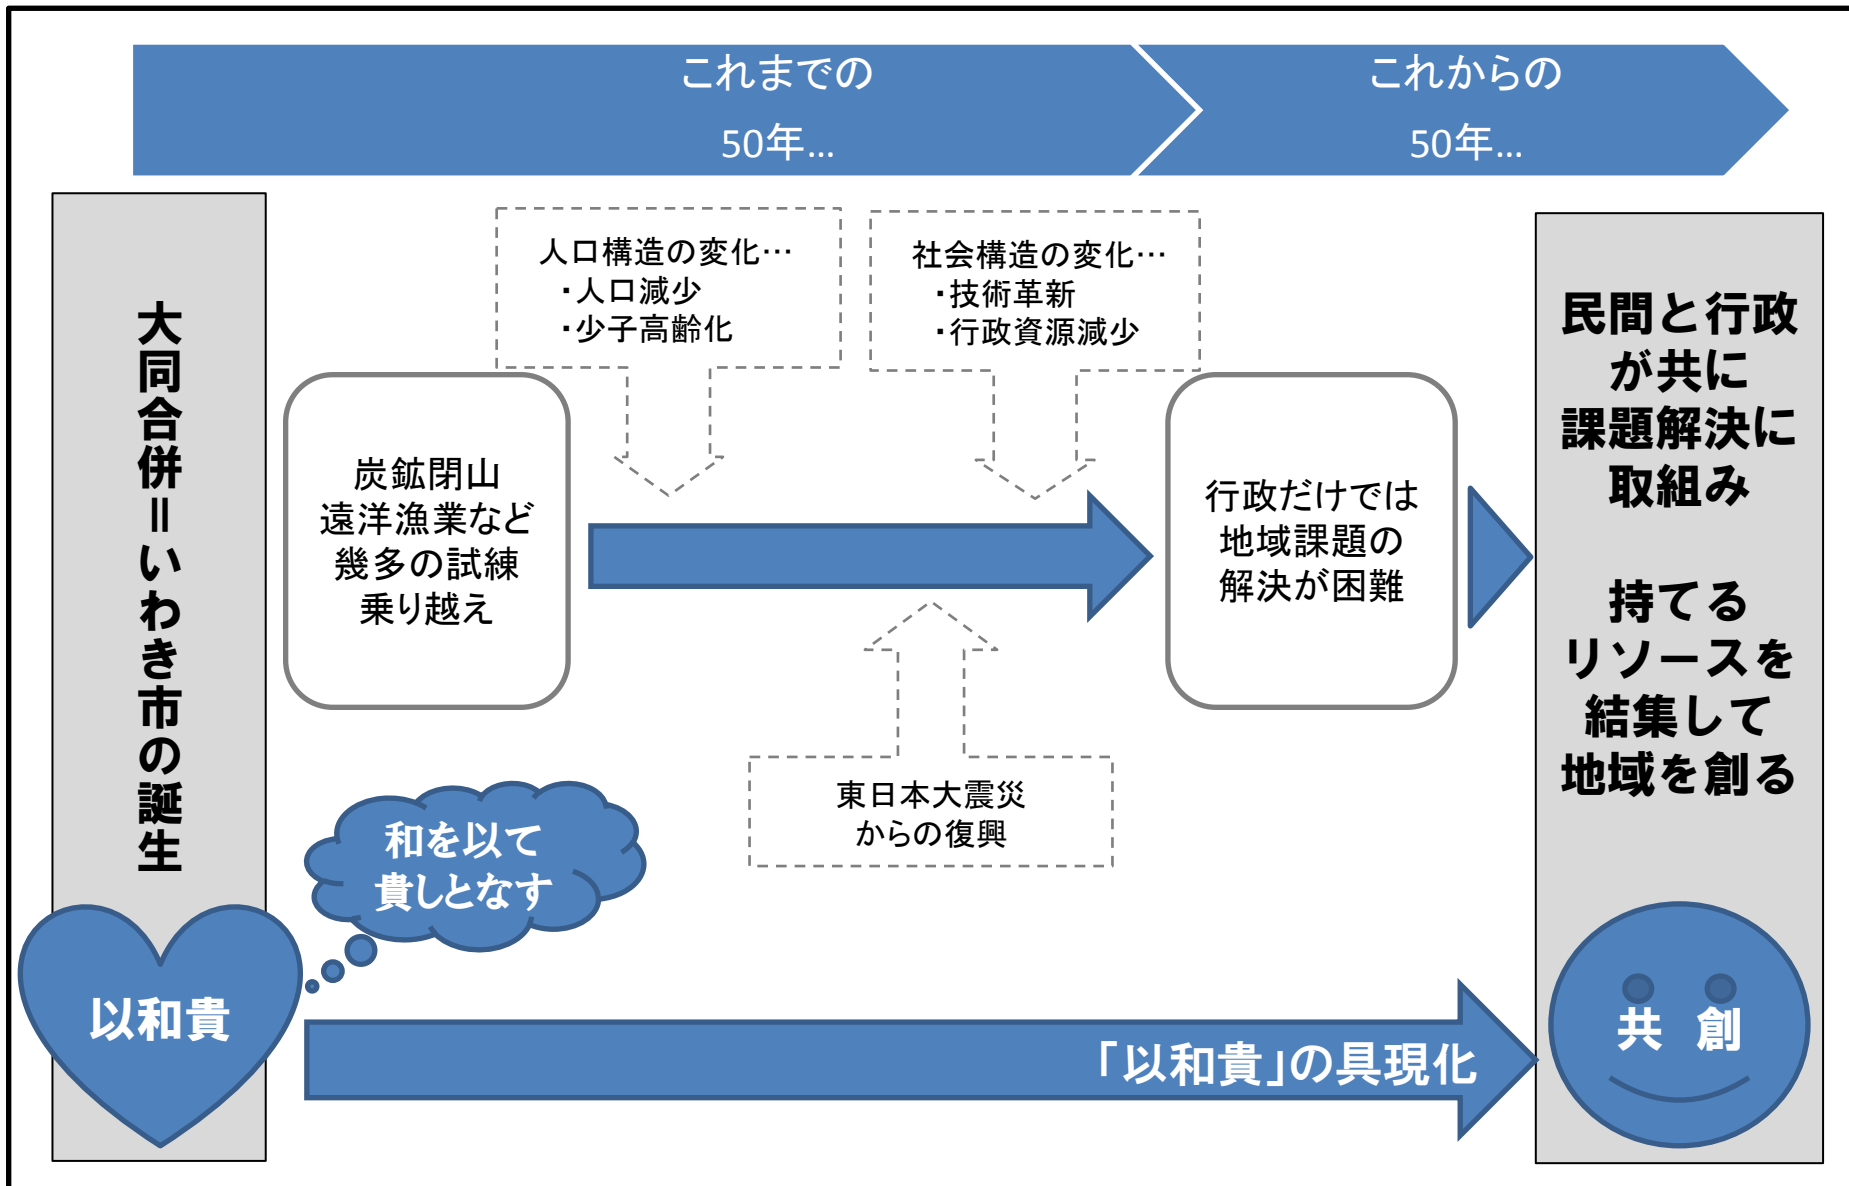 これまでの
50年…
これからの
50年…
大同合併＝いわき市の誕生
人口構造の変化…
・人口減少
・少子高齢化
社会構造の変化…
・技術革新
・行政資源減少
炭鉱閉山
遠洋漁業など
幾多の試練
乗り越え
行政だけでは
地域課題の
解決が困難
東日本大震災
からの復興
民間と行政
が共に
課題解決に
取組み
持てる
リソースを
結集して
地域を創る
和を以て
貴しとなす
以和貴
「以和貴」の具現化
共 創